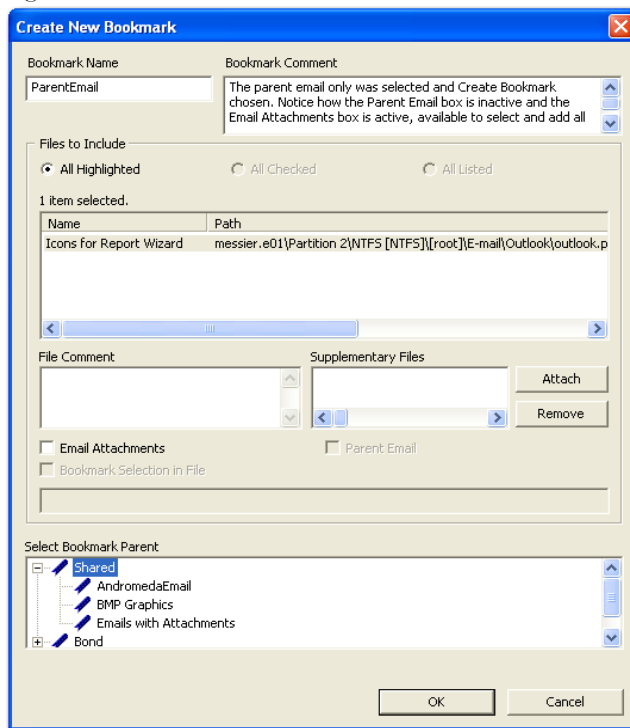 Create New Bookmark
Bookmark Name
Bookmark Comment
ParentEmail
The parent email only was selected and Create Bookmark
chosen. Notice how the Parent Email box is inactive and the
Email Attachments box is active, available to select and add all
Files to Include
All Highlighted
All Checked
All Listed
1 item selected.
Name
Path
Icons for Report Wizard
messier.e01\Partition 2\NTFS [NTFS]\[root]\E-mail\Outlook\outlook.p
File Comment
Supplementary Files
Attach
Remove
Email Attachments
Parent Email
Bookmark Selection in File
Select Bookmark Parent
Shared
AndromedaEmail
BMP Graphics
Emails with Attachments
Bond
OK
Cancel